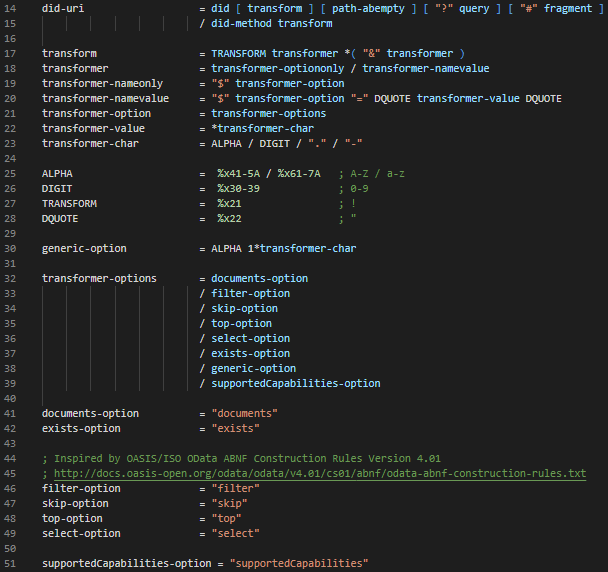 14 did-uri = did [ transform ] [ path-abempty ] [ "?" query ] [ "#" fragment ]
15 / did-method transform
16
17 transform = TRANSFORM transformer *( "&" transformer )
18 transformer = transformer-optiononly / transformer-namevalue
19 transformer-nameonly = "$" transformer-option
20 transformer-namevalue = "$" transformer-option "=" DQUOTE transformer-value DQUOTE
21 transformer-option = transformer-options
22 transformer-value = *transformer-char
23 transformer-char = ALPHA / DIGIT / "." / "-"
24
25 ALPHA = %x41-5A / %x61-7A ; A-Z / a-z
26 DIGIT = %x30-39 ; 0-9
27 TRANSFORM = %x21 ; !
28 DQUOTE = %x22 ; "
29
30 generic-option = ALPHA 1*transformer-char
31
32 transformer-options = documents-option
33 / filter-option
34 / skip-option
35 / top-option
36 / select-option
37 / exists-option
38 / generic-option
39 / supportedCapabilities-option
40
41 documents-option = "documents"
42 exists-option = "exists"
43
44 ; Inspired by OASIS/ISO OData ABNF Construction Rules Version 4.01
45 ; http://docs.oasis-open.org/odata/odata/v4.01/cs01/abnf/odata-abnf-construction-rules.txt
46 filter-option = "filter"
47 skip-option = "skip"
48 top-option = "top"
49 select-option = "select"
50
51 supportedCapabilities-option = "supportedCapabilities"